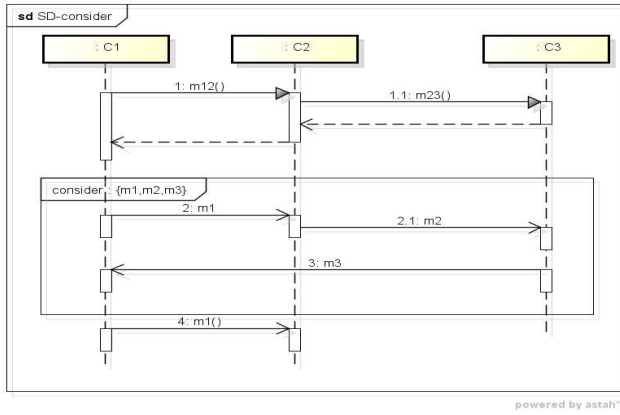 sd SD-consider
: C1
: C2
: C3
1: m12()
1.1: m23()
consider : {m1,m2,m3}
2: m1
2.1: m2
3: m3
4: m1()
powered by astah*